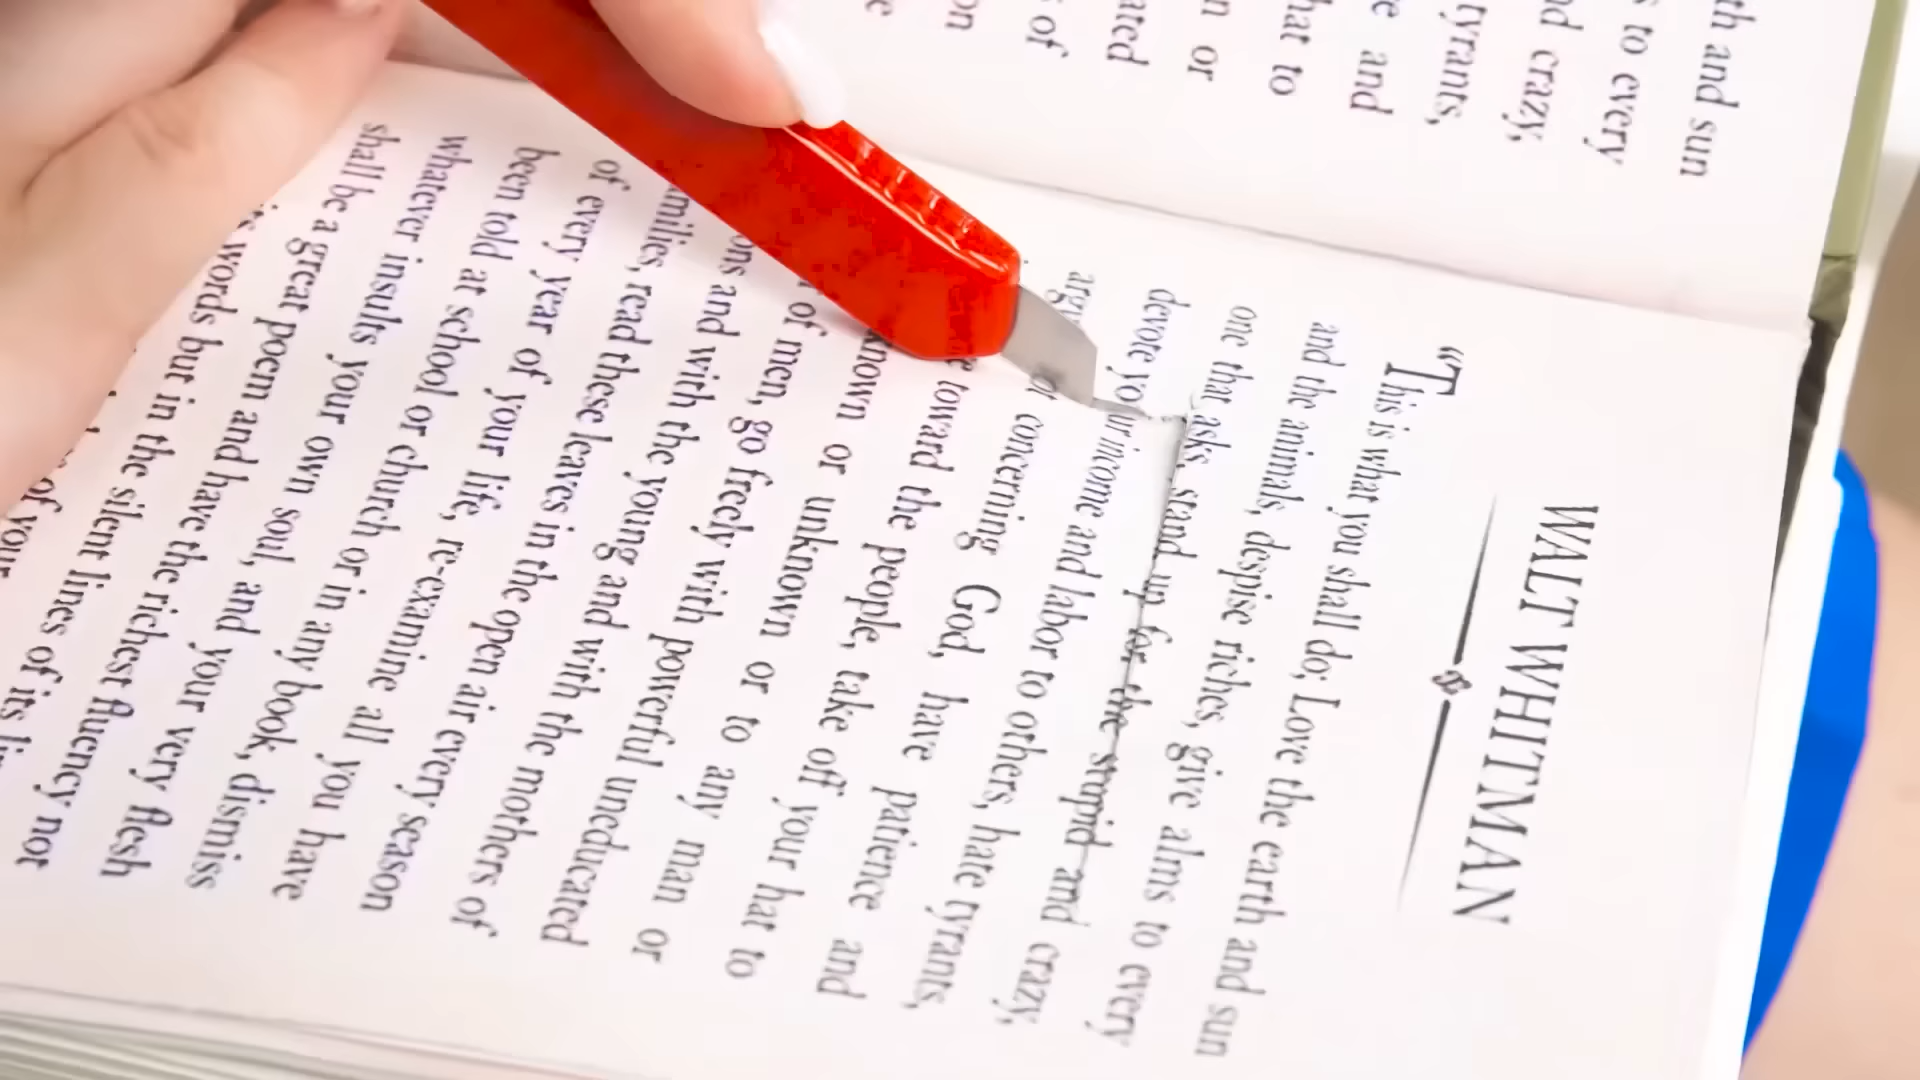 th and sun
to every
crazy,
tyrants,
and
hat to
or
of
WALT WHITMAN
"This is what you shall do; Love the earth and sun
and the animals, despise riches, give alms to every
one that asks, stand up for the stupid and crazy,
devote your income and labor to others, hate tyrants,
concerning God, have patience and
toward the people, take off your hat to
known or unknown or to any man or
of men, go freely with powerful uneducated
and with the young and with the mothers of
read these leaves in the open air every season
of every year of your life, re-examine all you have
been told at school or church or in any book, dismiss
whatever insults your own soul, and your very flesh
shall be a great poem and have the richest fluency not
words but in the silent lines of its
of your